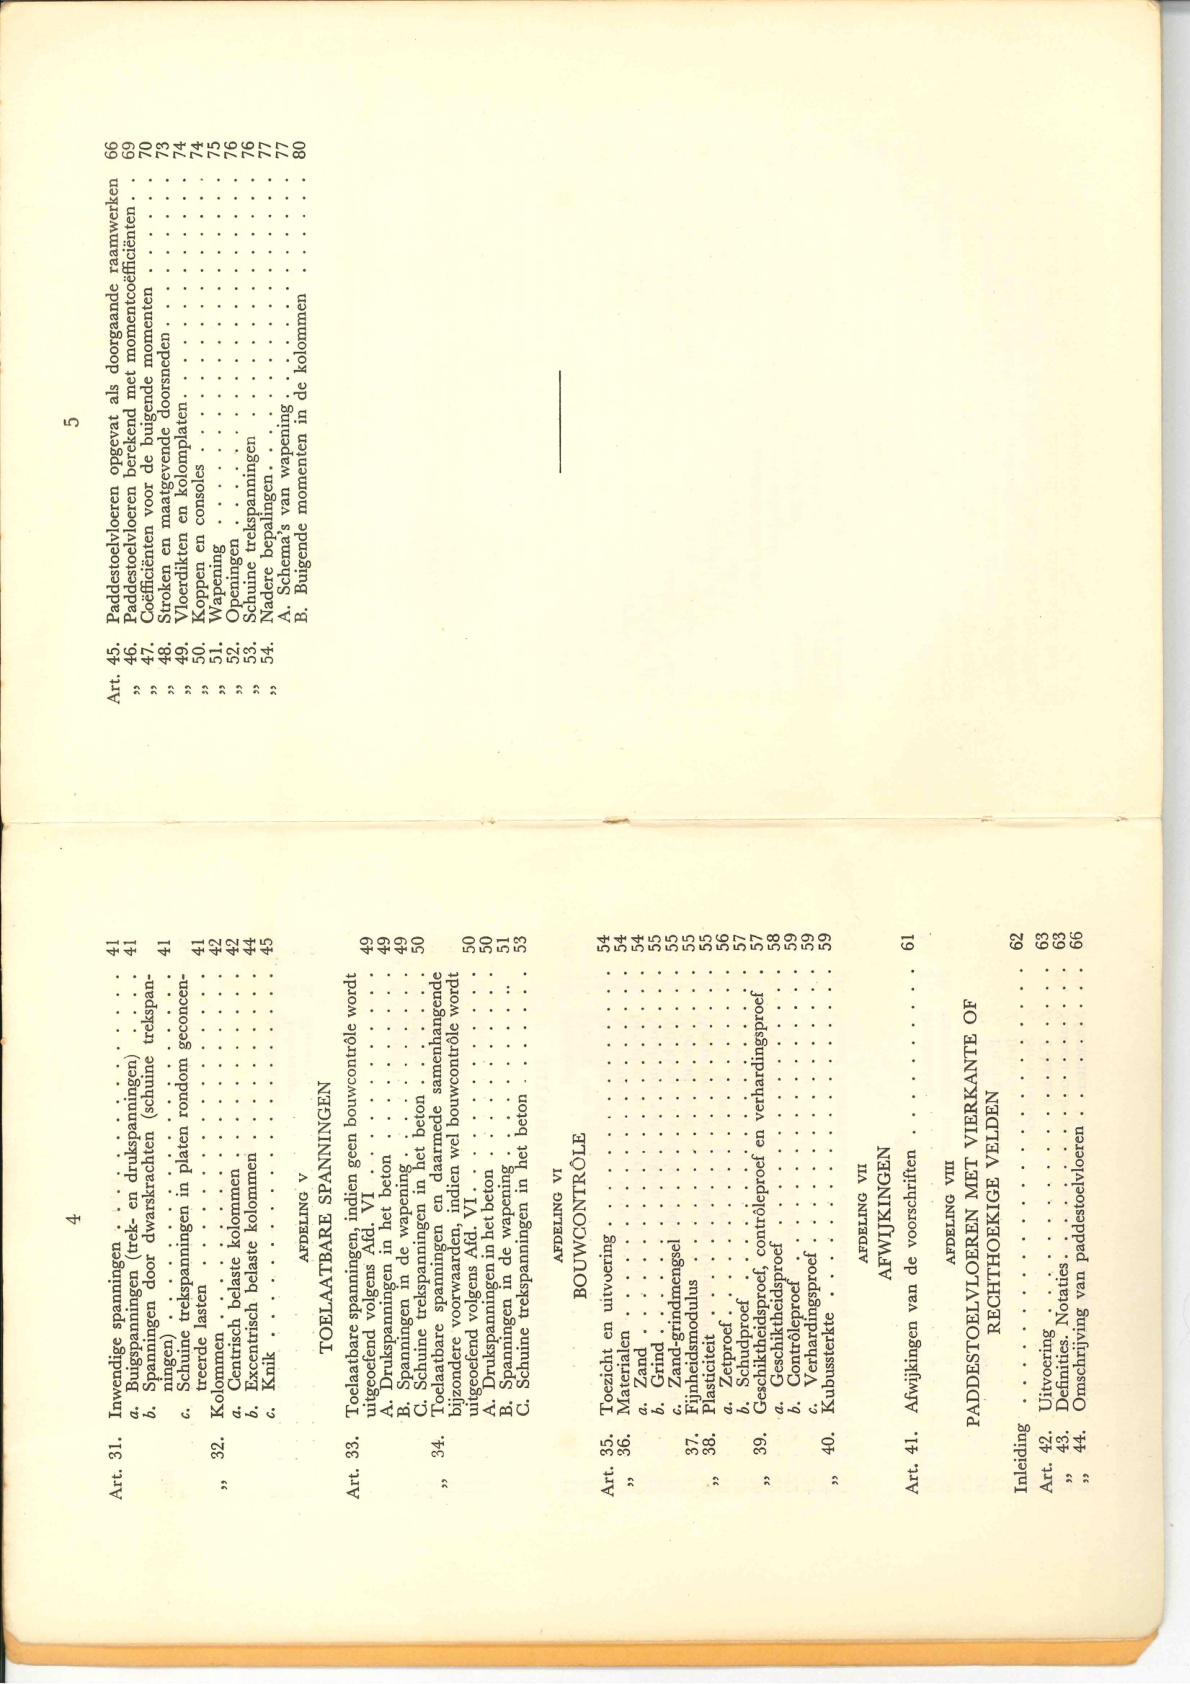 4
Art. 31. Inwendige spanningen . . . . . . . . . . . . 41
a. Buigspanningen (trek- en drukspanningen) . . . . 41
b. Spanningen door dwarskrachten (schuine trekspan-
ningen) . . . . . . . . . . . . . . . 41
c. Schuine trekspanningen in platen rondom geconcen-
treerde lasten . . . . . . . . . . . . 41
„ 32. Kolommen . . . . . . . . . . . . . . 42
a. Centrisch belaste kolommen . . . . . . . . . 42
b. Excentrisch belaste kolommen . . . . . . . . 44
c. Knik . . . . . . . . . . . . . . . . 45
AFDELING V
TOELAATBARE SPANNINGEN
Art. 33. Toelaatbare spanningen, indien geen bouwcontrôle wordt
uitgeoefend volgens Afd. VI . . . . . . . . . . 49
A. Drukspanningen in het beton . . . . . . . . 49
B. Spanningen in de wapening . . . . . . . . . 49
C. Schuine trekspanningen in het beton . . . . . . 50
„ 34. Toelaatbare spanningen en daarmede samenhangende
bijzondere voorwaarden, indien wel bouwcontrôle wordt
uitgeoefend volgens Afd. VI . . . . . . . . . . 50
A. Drukspanningen in het beton . . . . . . . . 50
B. Spanningen in de wapening . . . . . . . . . 51
C. Schuine trekspanningen in het beton . . . . . . 53
AFDELING VI
BOUWCONTRÔLE
Art. 35. Toezicht en uitvoering . . . . . . . . . . . . 54
„ 36. Materialen . . . . . . . . . . . . . . . 54
a. Zand . . . . . . . . . . . . . . . . 54
b. Grind . . . . . . . . . . . . . . . . 55
c. Zand-grindmengsel . . . . . . . . . . . . 55
37. Fijnheidsmodulus . . . . . . . . . . . . . 55
„ 38. Plasticiteit . . . . . . . . . . . . . . . 55
a. Zetproef . . . . . . . . . . . . . . . 56
b. Schudproef . . . . . . . . . . . . . . 57
„ 39. Geschiktheidsproef, contrôleproef en verhardingsproef . 57
a. Geschiktheidsproef . . . . . . . . . . . . 58
b. Contrôleproef . . . . . . . . . . . . . 59
c. Verhardingsproef . . . . . . . . . . . . 59
„ 40. Kubussterkte . . . . . . . . . . . . . . 59
AFDELING VII
AFWIJKINGEN
Art. 41. Afwijkingen van de voorschriften . . . . . . . . 61
AFDELING VIII
PADDESTOELVLOEREN MET VIERKANTE OF
RECHTHOEKIGE VELDEN
Inleiding . . . . . . . . . . . . . . . . . . 62
Art. 42. Uitvoering . . . . . . . . . . . . . . . 63
„ 43. Definities. Notaties . . . . . . . . . . . . . 63
„ 44. Omschrijving van paddestoelvloeren . . . . . . . 66
5
Art. 45. Paddestoelvloeren opgevat als doorgaande raamwerken 66
„ 46. Paddestoelvloeren berekend met momentcoëfficiënten . . 69
„ 47. Coëfficiënten voor de buigende momenten . . . . . . 70
„ 48. Stroken en maatgevende doorsneden . . . . . . . . 73
„ 49. Vloerdikten en kolomplaten . . . . . . . . . . . 74
„ 50. Koppen en consoles . . . . . . . . . . . . . 74
„ 51. Wapening . . . . . . . . . . . . . . . . 75
„ 52. Openingen . . . . . . . . . . . . . . . . 76
„ 53. Schuine trekspanningen . . . . . . . . . . . . 76
„ 54. Nadere bepalingen . . . . . . . . . . . . . . 77
A. Schema's van wapening . . . . . . . . . . . 77
B. Buigende momenten in de kolommen . . . . . . 80